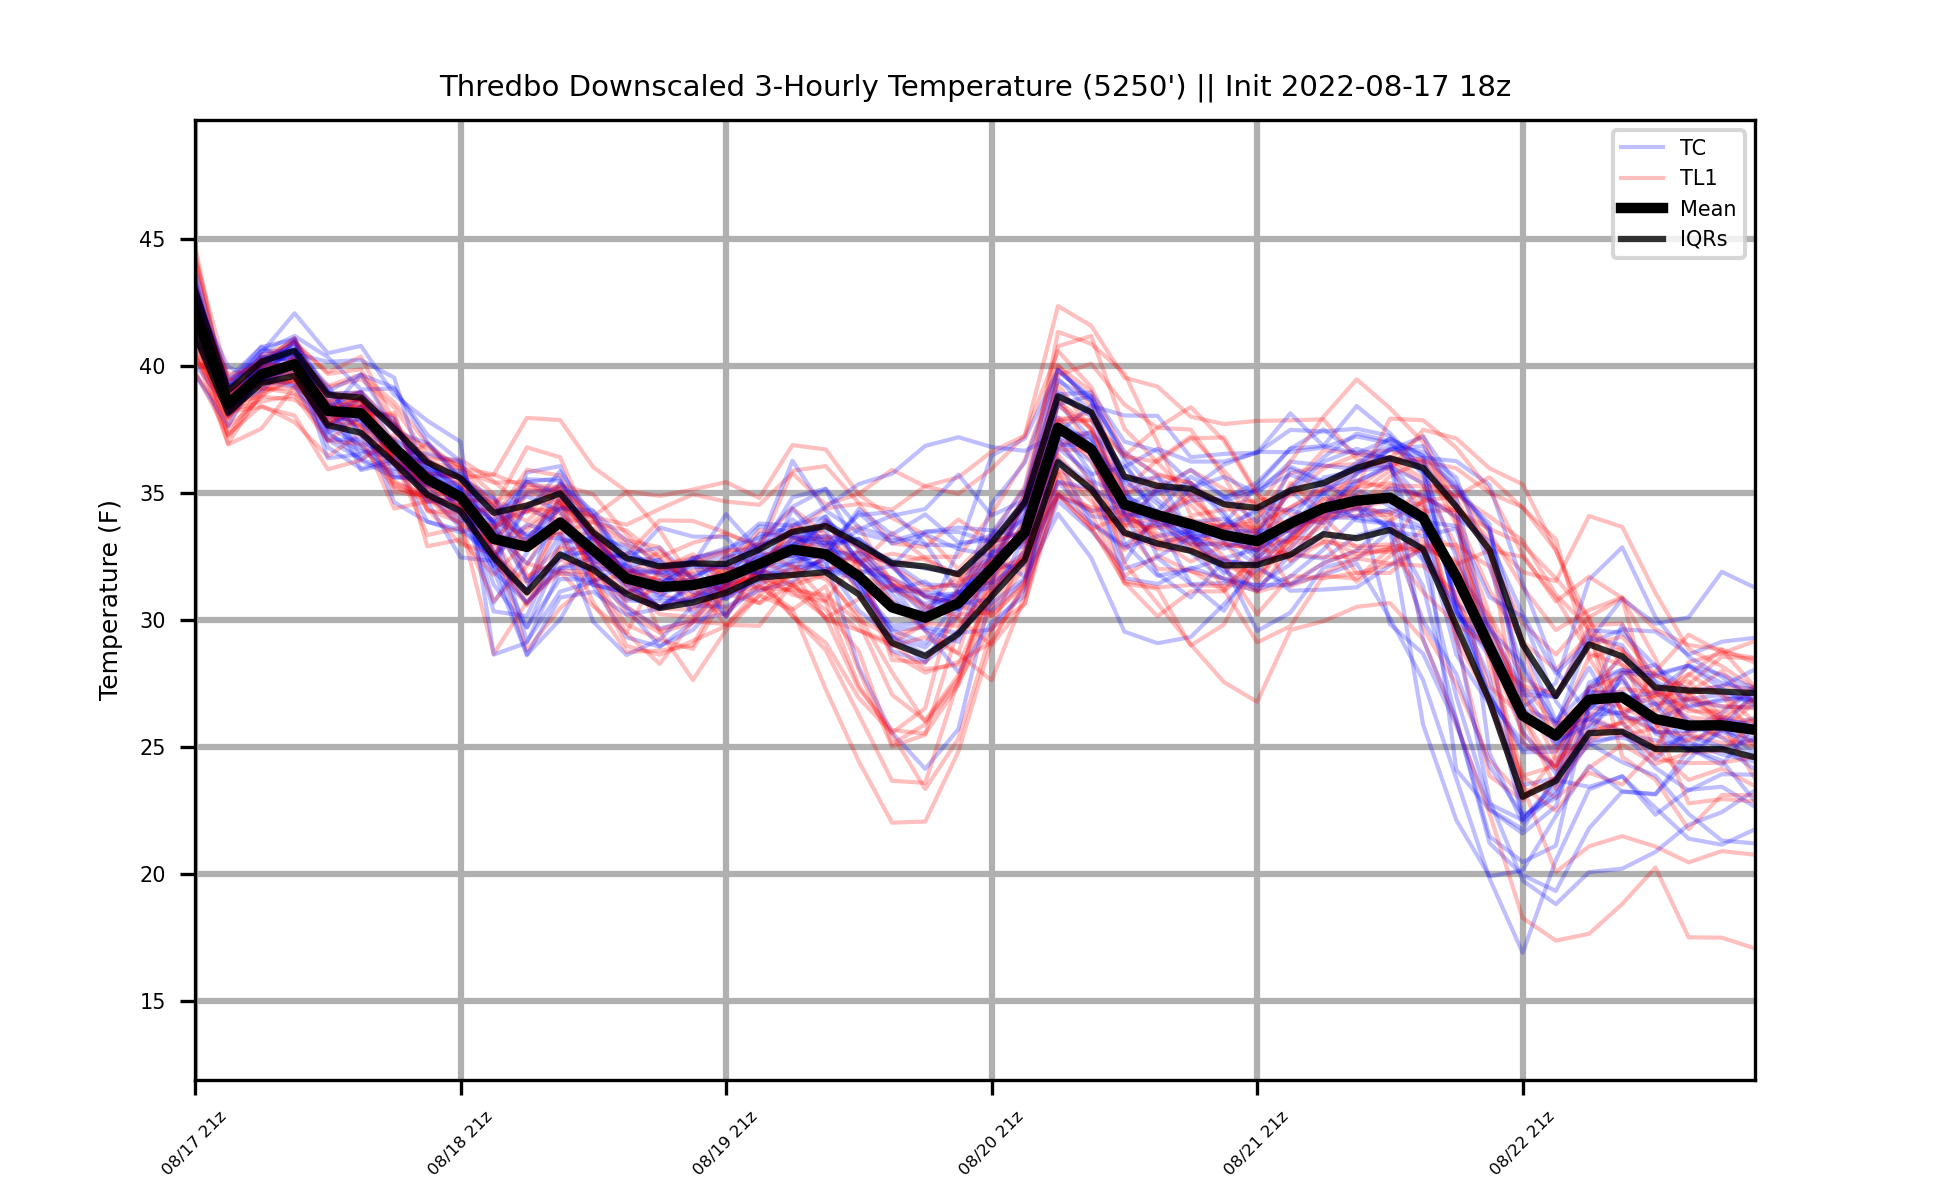 Thredbo Downscaled 3-Hourly Temperature (5250') || Init 2022-08-17 18z
TC
TL1
Mean
IQRs
Temperature (F)
45
40
35
30
25
20
15
08/17 21z
08/18 21z
08/19 21z
08/20 21z
08/21 21z
08/22 21z